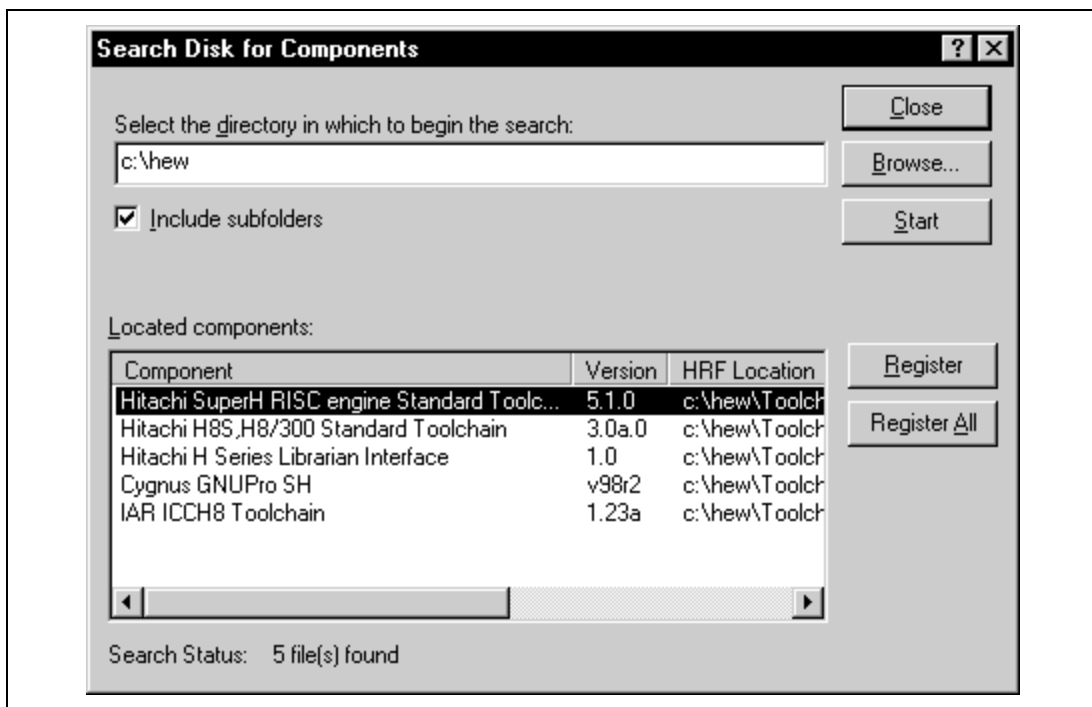 Search Disk for Components
Close
Select the directory in which to begin the search:
c:\hew
Browse...
Include subfolders
Start
Located components:
Component Version HRF Location
Register
Hitachi SuperH RISC engine Standard Toolc... 5.1.0 c:\hew\Toolch
Hitachi H8S,H8/300 Standard Toolchain 3.0a.0 c:\hew\Toolch
Register All
Hitachi H Series Librarian Interface 1.0 c:\hew\Toolch
Cygnus GNUPro SH v98r2 c:\hew\Toolch
IAR ICCH8 Toolchain 1.23a c:\hew\Toolch
Search Status: 5 file(s) found